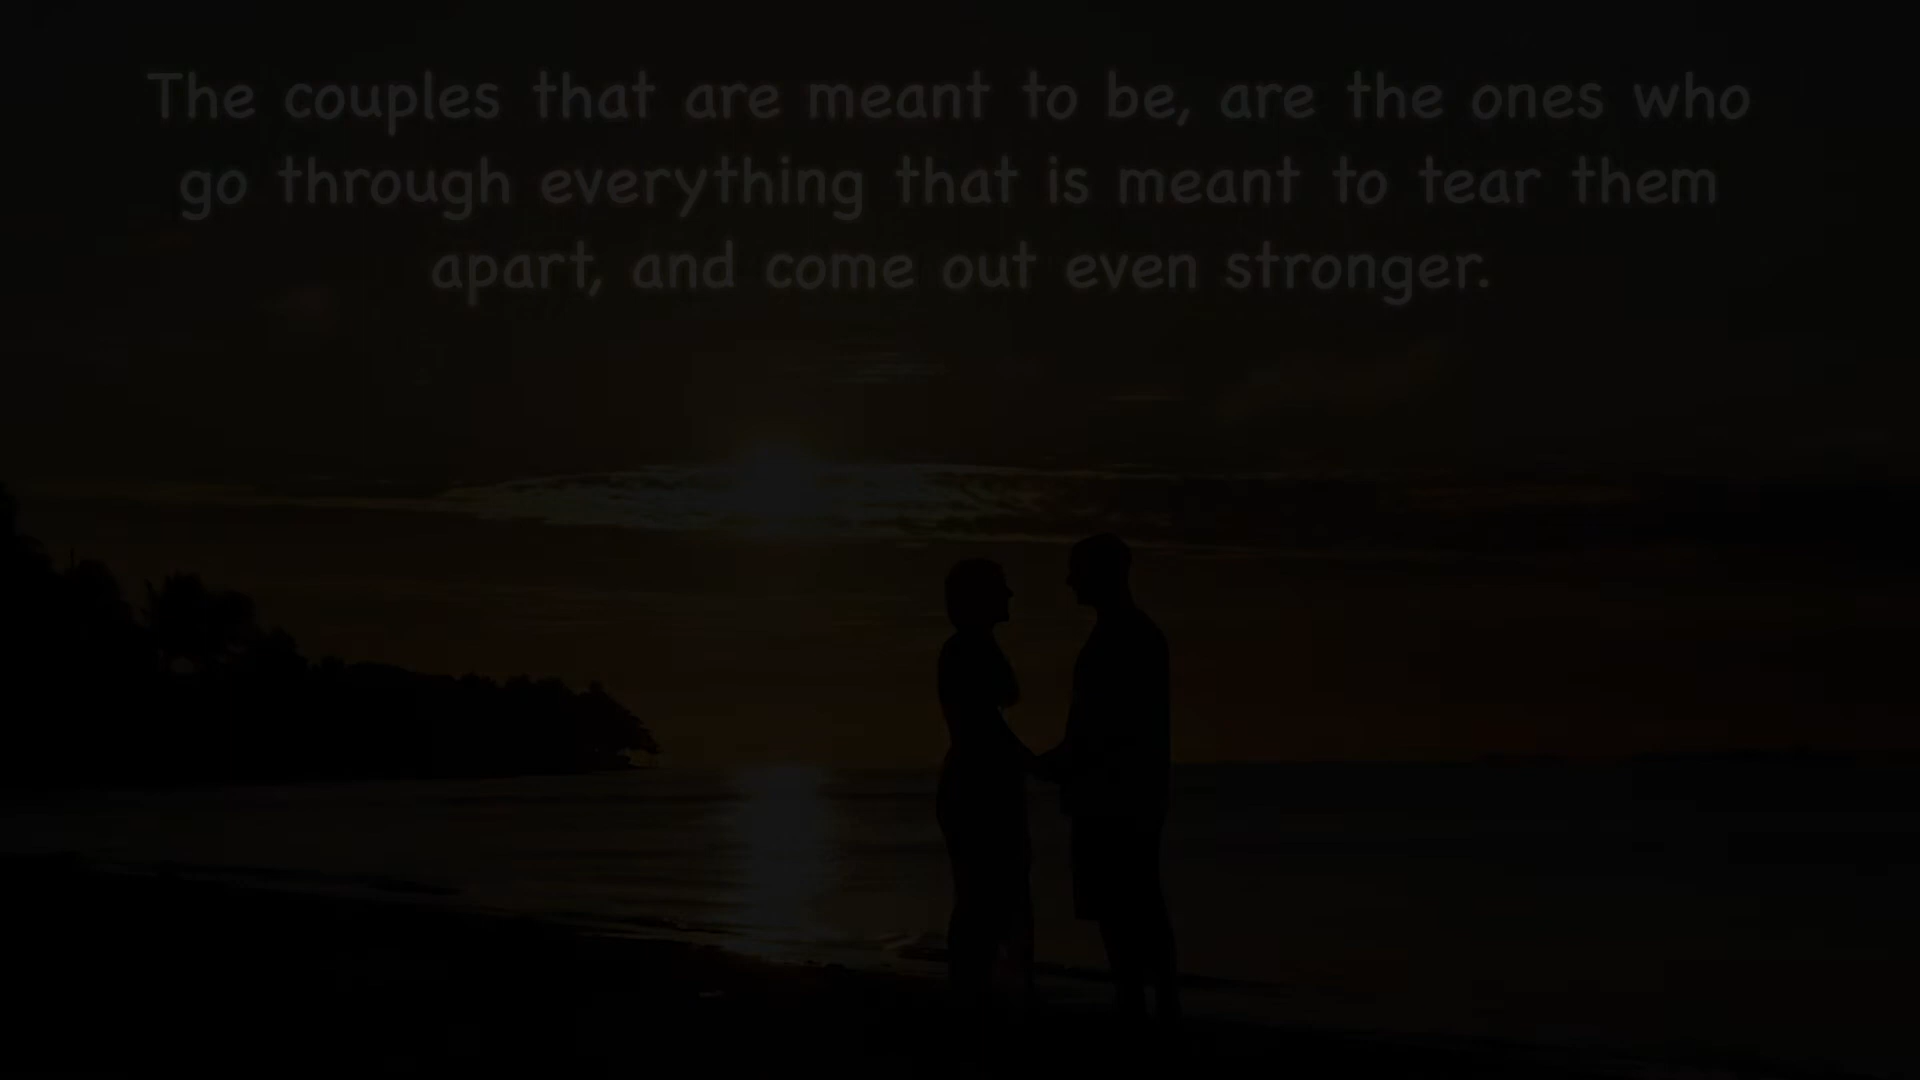 The couples that are meant to be, are the ones who
go through everything that is meant to tear them
apart, and come out even stronger.